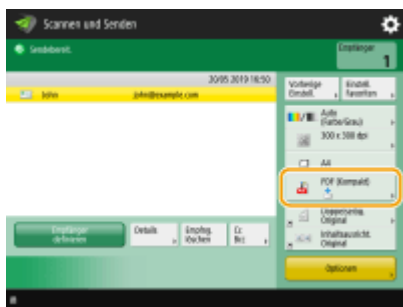 Scannen und Senden
Sendebereit.
Empfänger
1
20/05 2019 16:50
John
john@example.com
Vorherige
Einstell.
Einstell.
Favoriten
Auto
(Farbe/Grau)
300 x 300 dpi
A4
PDF (Kompakt)
Doppelseitig.
Original
Inhaltsausricht.
Original
Empfänger
definieren
Details
Empfng.
löschen
Cc
Bcc
Optionen